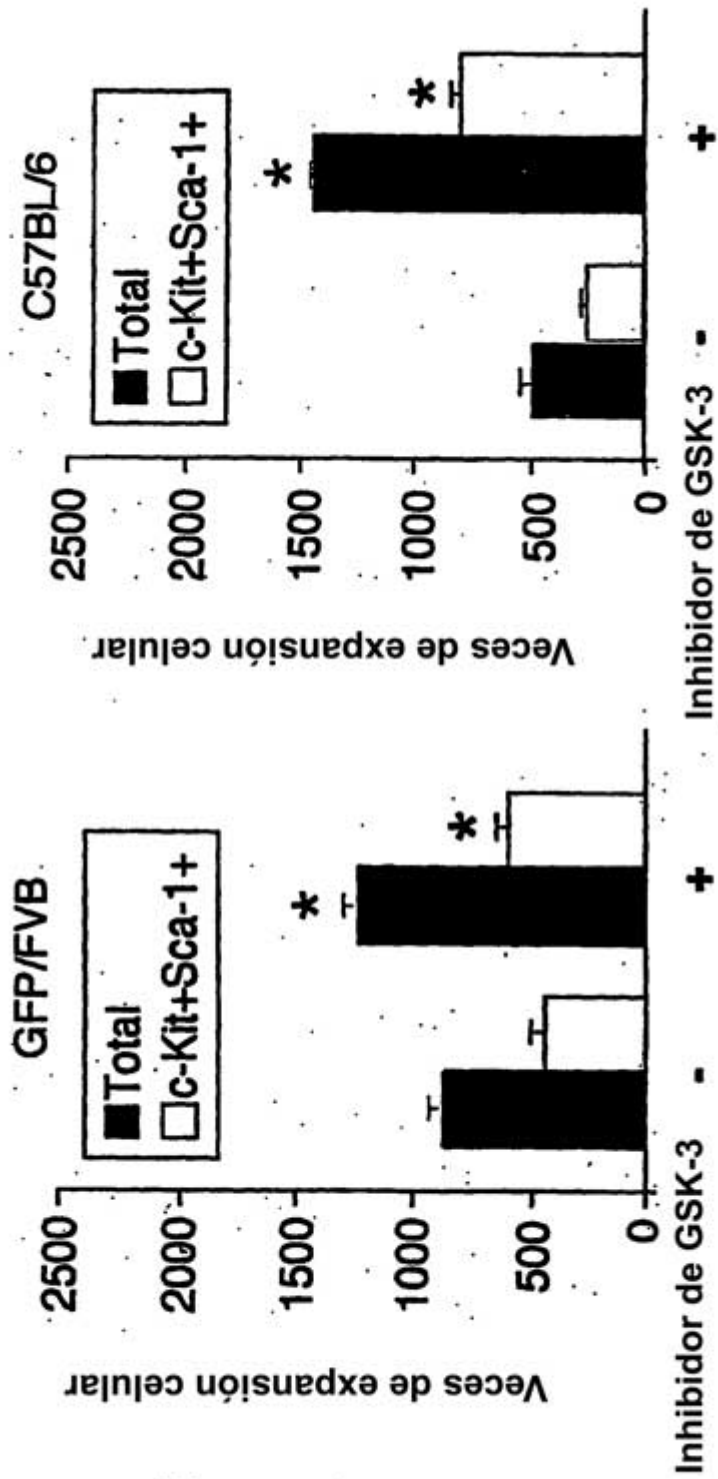 GFP/FVB
Veces de expansión celular
2500
2000
1500
1000
500
0
Total
c-Kit+Sca-1+
* *
Inhibidor de GSK-3 - +
C57BL/6
Veces de expansión celular
2500
2000
1500
1000
500
0
Total
c-Kit+Sca-1+
* *
Inhibidor de GSK-3 - +